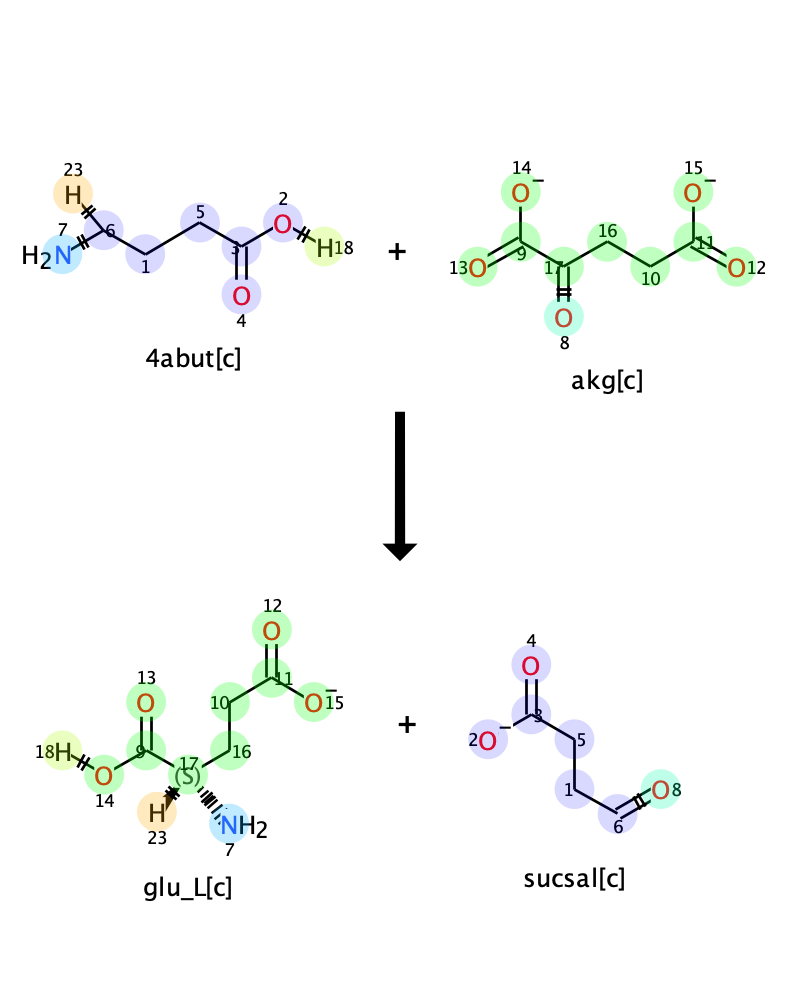 23 14 15
H 2 O− O−
7 6 5 O
H2N 1 3 H18 + 16 11
O 13O 9 17 10 O12
4 O
4abut[c] 8
akg[c]
12
O 4
13 11 O
O 10 O− 15 +
18H 9 16 2O− 3 5
O 17 (S) 1 O8
14 H NH2 6
23 7
glu_L[c] sucsal[c]